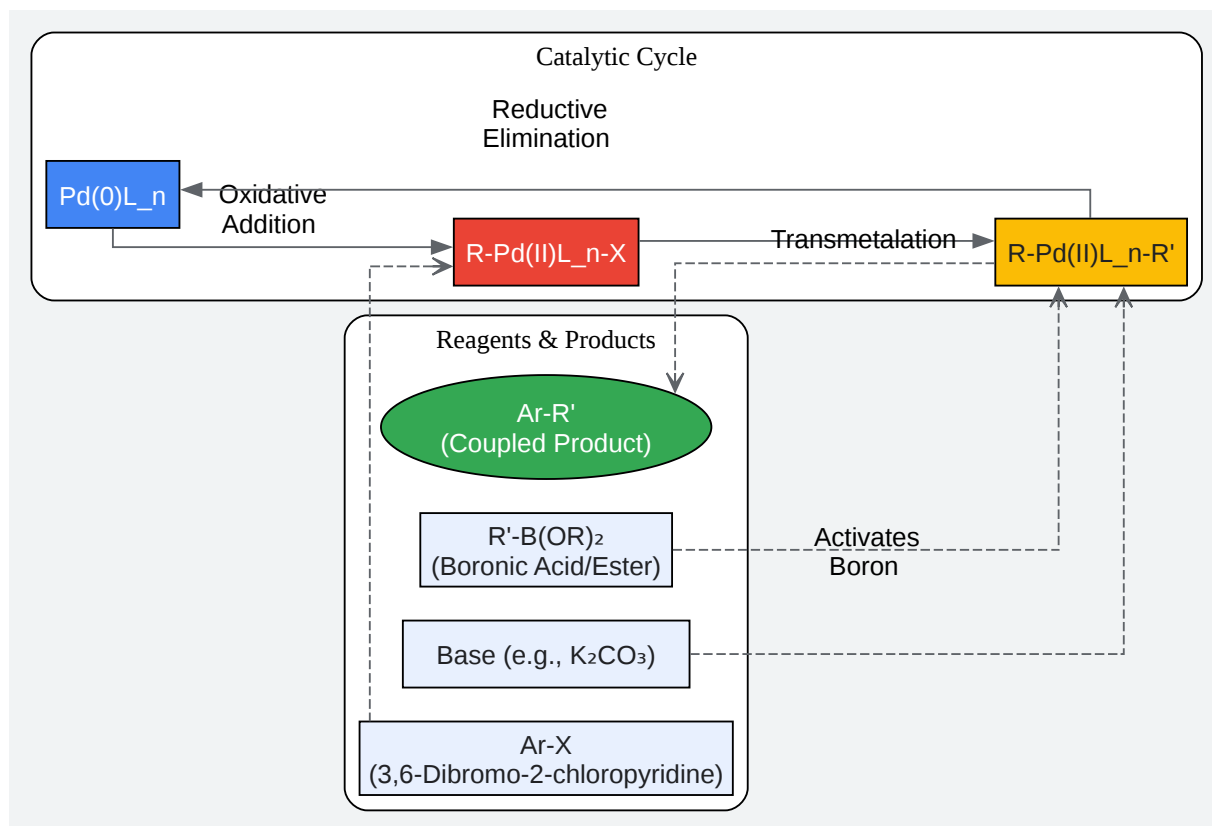 Catalytic Cycle
Reductive
Elimination
Pd(0)L_n
Oxidative
Addition
R-Pd(II)L_n-X
Transmetalation
R-Pd(II)L_n-R'
Reagents & Products
Ar-R'
(Coupled Product)
R'-B(OR)₂
(Boronic Acid/Ester)
Activates
Boron
Base (e.g., K₂CO₃)
Ar-X
(3,6-Dibromo-2-chloropyridine)